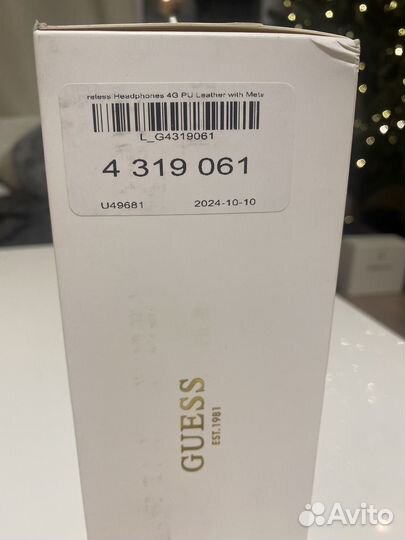 reless Headphones 4G PU Leather with Meta
L_G4319061
4 319 061
U49681 2024-10-10
GUESS
EST.1981
Avito